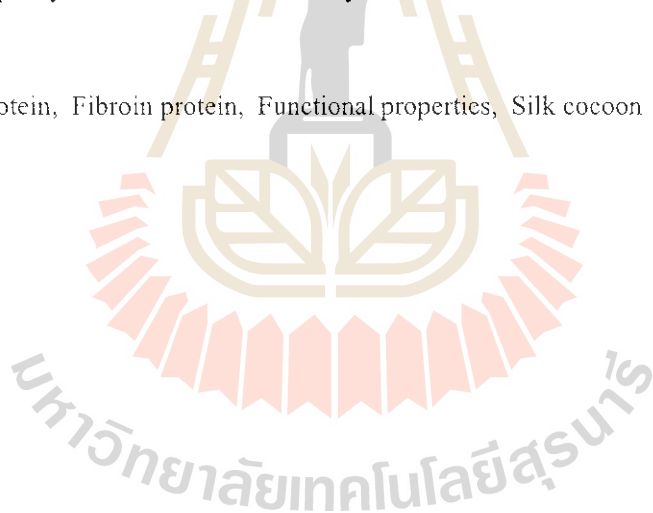 otein, Fibroin protein, Functional properties, Silk cocoon
มหาวิทยาลัยเทคโนโลยีสุรนารี